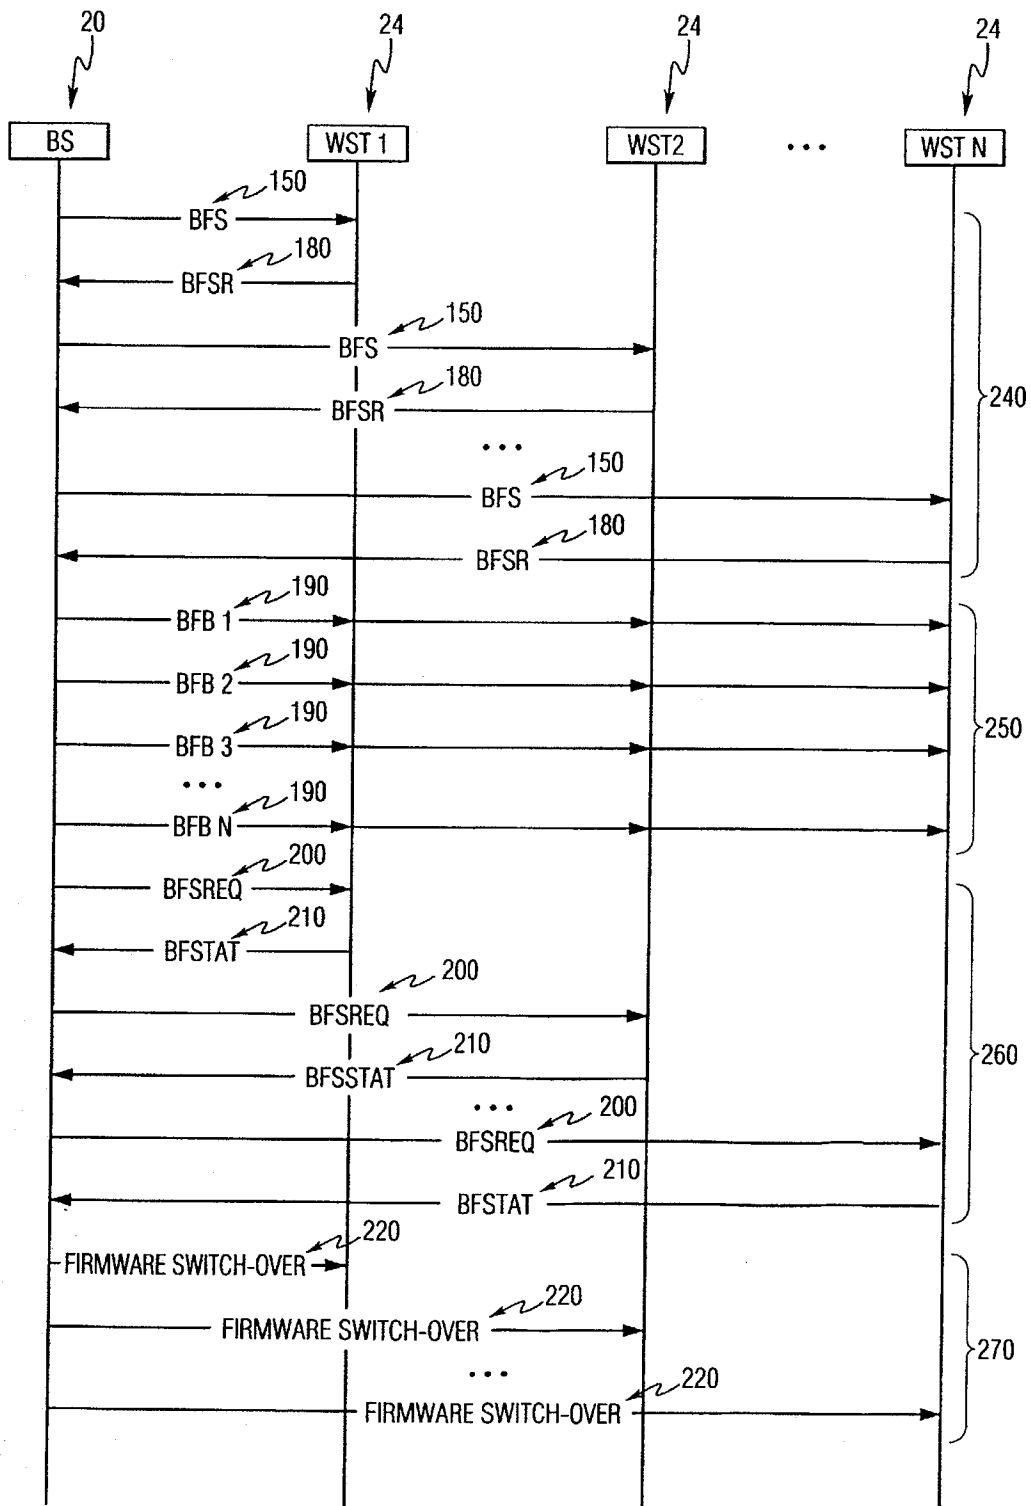 20 24 24 24
BS WST 1 WST2 ... WST N
150
BFS
180
BFSR
150
BFS
180
BFSR
240
...
150
BFS
180
BFSR
190
BFB 1
190
BFB 2
190
BFB 3
250
...
190
BFB N
200
BFSREQ
210
BFSTAT
200
BFSREQ
260
210
BFSSTAT
...
200
BFSREQ
210
BFSTAT
220
FIRMWARE SWITCH-OVER
220
FIRMWARE SWITCH-OVER
270
...
220
FIRMWARE SWITCH-OVER